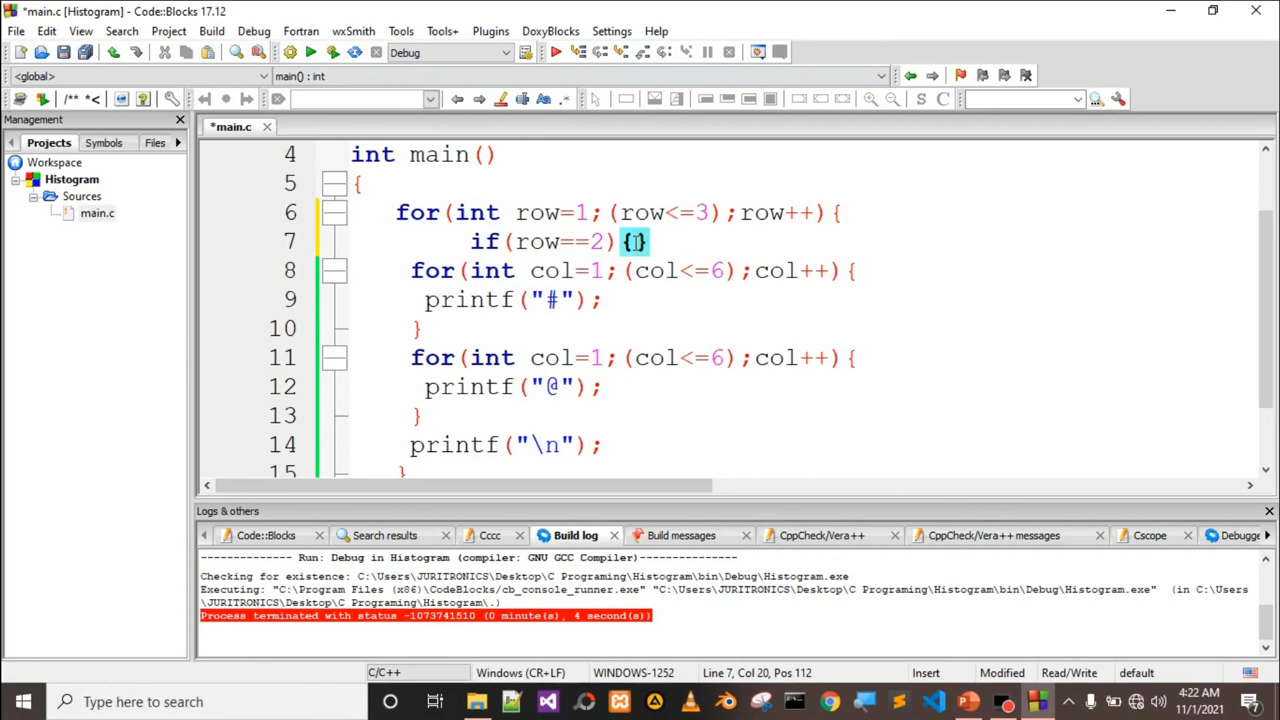 *main.c [Histogram] - Code::Blocks 17.12
File Edit View Search Project Build Debug Fortran wxSmith Tools Tools+ Plugins DoxyBlocks Settings Help
Debug
<global> main() : int
/** *< S C
Management *main.c
Projects Symbols Files
Workspace
Histogram
Sources
main.c
4 int main()
5 {
6 for(int row=1;(row<=3);row++){
7 if(row==2){}
8 for(int col=1;(col<=6);col++){
9 printf("#");
10 }
11 for(int col=1;(col<=6);col++){
12 printf("@");
13 }
14 printf("\n");
15 }
Logs & others
Code::Blocks Search results Cccc Build log Build messages CppCheck/Vera++ CppCheck/Vera++ messages Cscope Debugge
-------------- Run: Debug in Histogram (compiler: GNU GCC Compiler)---------------
Checking for existence: C:\Users\JURITRONICS\Desktop\C Programing\Histogram\bin\Debug\Histogram.exe
Executing: "C:\Program Files (x86)\CodeBlocks/cb_console_runner.exe" "C:\Users\JURITRONICS\Desktop\C Programing\Histogram\bin\Debug\Histogram.exe" (in C:\Users
\JURITRONICS\Desktop\C Programing\Histogram\.)
Process terminated with status -1073741510 (0 minute(s), 4 second(s))
C/C++ Windows (CR+LF) WINDOWS-1252 Line 7, Col 20, Pos 112 Insert Modified Read/Write default
Type here to search
4:22 AM
11/1/2021